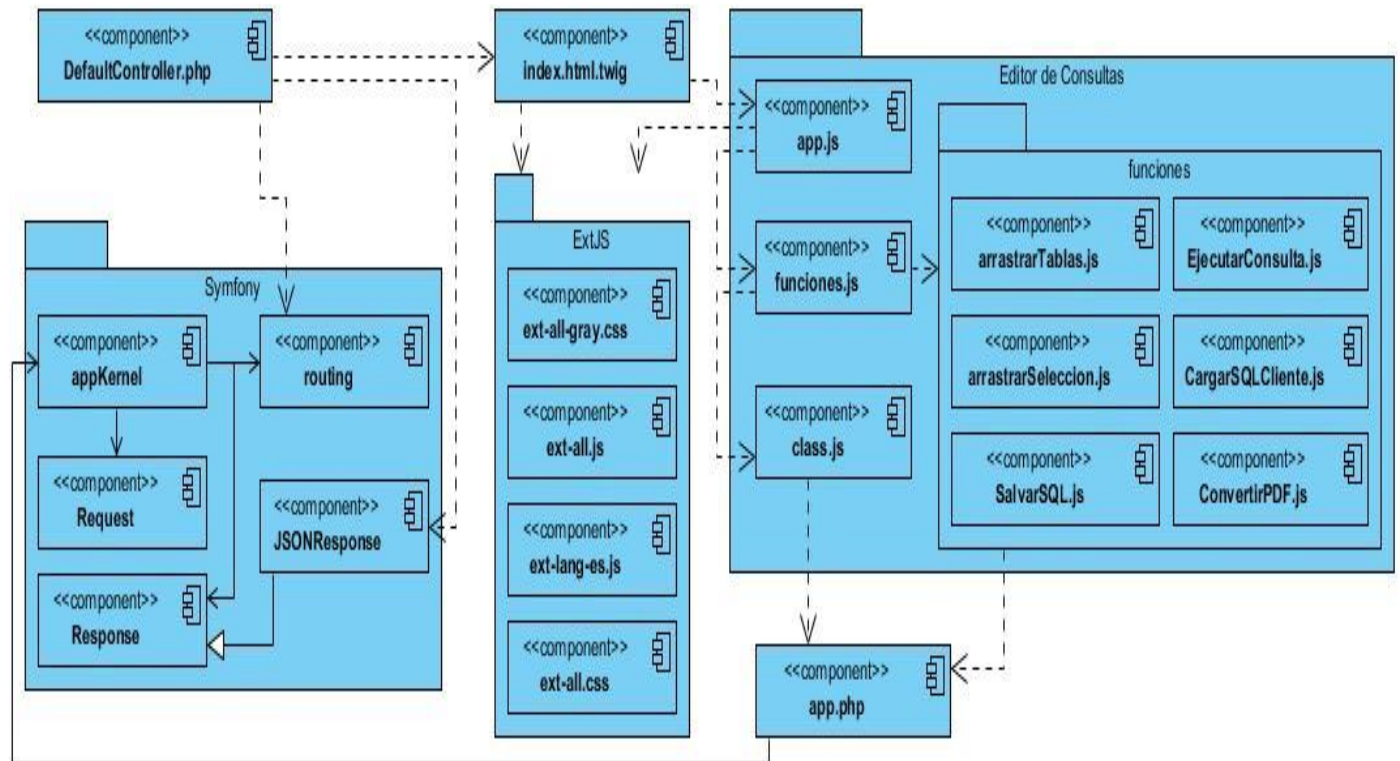 <<component>>
DefaultController.php
<<component>>
index.html.twig
Editor de Consultas
<<component>>
app.js
funciones
<<component>>
arrastrarTablas.js
<<component>>
EjecutarConsulta.js
<<component>>
funciones.js
<<component>>
arrastrarSeleccion.js
<<component>>
CargarSQLCliente.js
<<component>>
class.js
<<component>>
SalvarSQL.js
<<component>>
ConvertirPDF.js
ExtJS
<<component>>
ext-all-gray.css
<<component>>
ext-all.js
<<component>>
ext-lang-es.js
<<component>>
ext-all.css
Symfony
<<component>>
appKernel
<<component>>
routing
<<component>>
Request
<<component>>
JSONResponse
<<component>>
Response
<<component>>
app.php